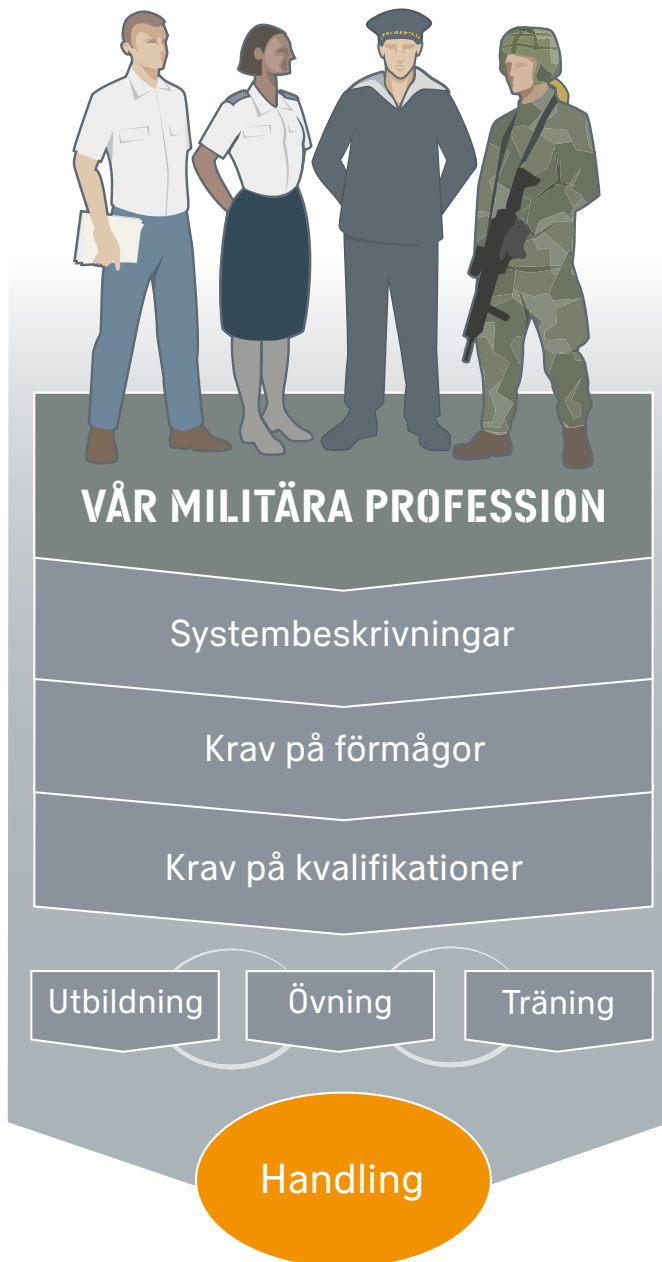 VÅR MILITÄRA PROFESSION
Systembeskrivningar
Krav på förmågor
Krav på kvalifikationer
Utbildning
Övning
Träning
Handling